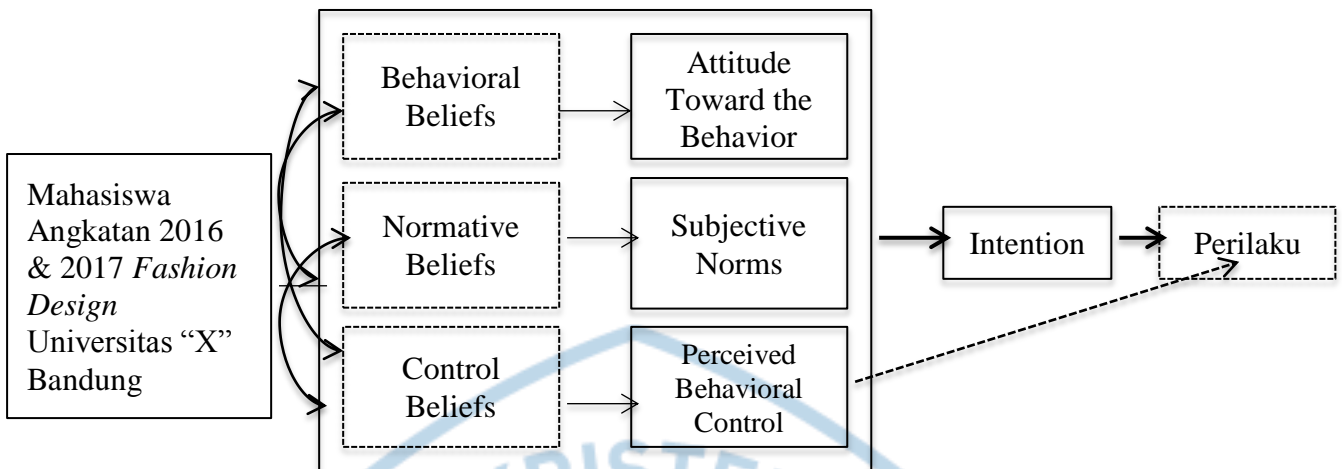 Mahasiswa
Angkatan 2016
& 2017 Fashion
Design
Universitas “X”
Bandung
Behavioral
Beliefs
Attitude
Toward the
Behavior
Normative
Beliefs
Subjective
Norms
Control
Beliefs
Perceived
Behavioral
Control
Intention
Perilaku